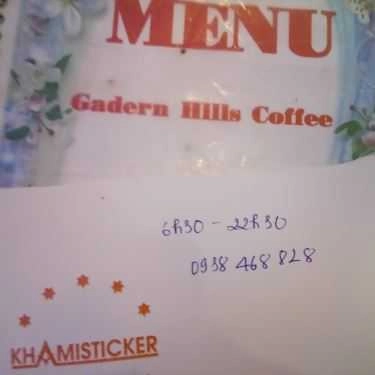 MENU
Gadern Hills Coffee
6h30 - 22h30
0938 468 828
KHAMISTICKER